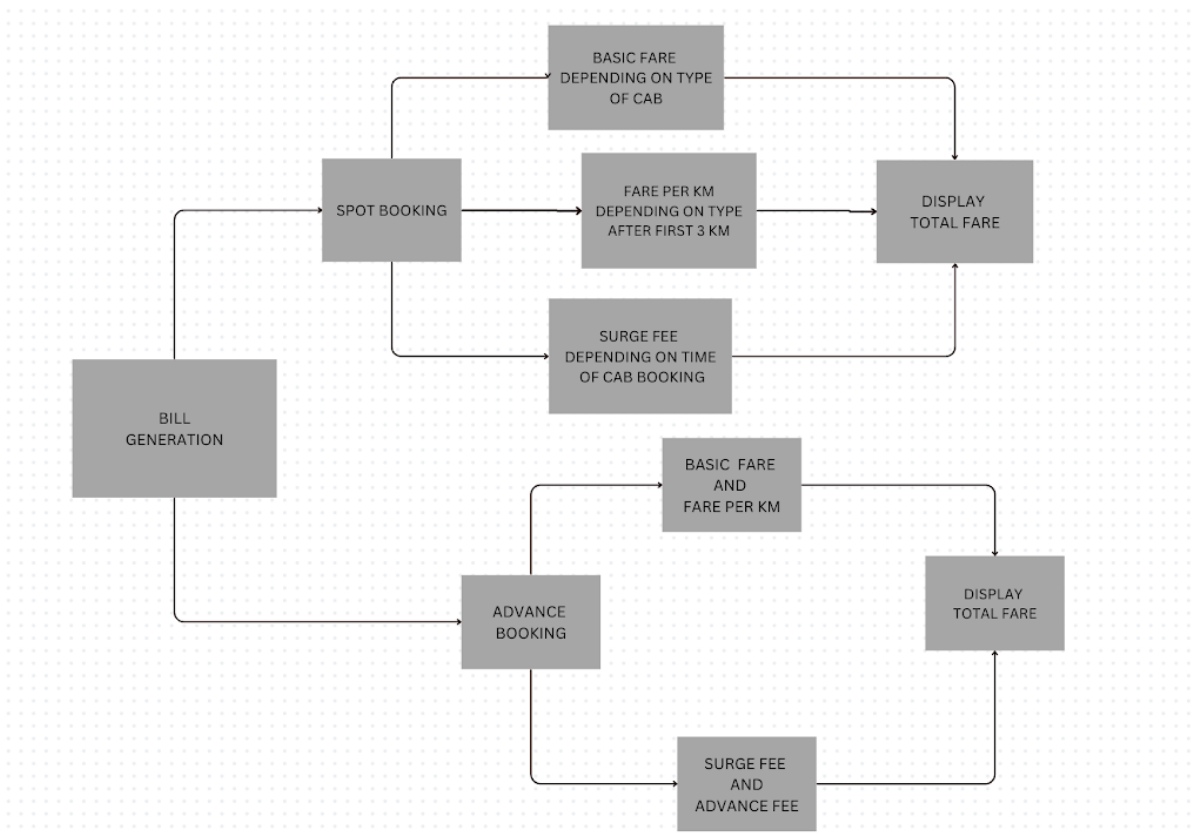 BASIC FARE
DEPENDING ON TYPE
OF CAB
SPOT BOOKING
FARE PER KM
DEPENDING ON TYPE
AFTER FIRST 3 KM
DISPLAY
TOTAL FARE
SURGE FEE
DEPENDING ON TIME
OF CAB BOOKING
BILL
GENERATION
BASIC FARE
AND
FARE PER KM
ADVANCE
BOOKING
DISPLAY
TOTAL FARE
SURGE FEE
AND
ADVANCE FEE